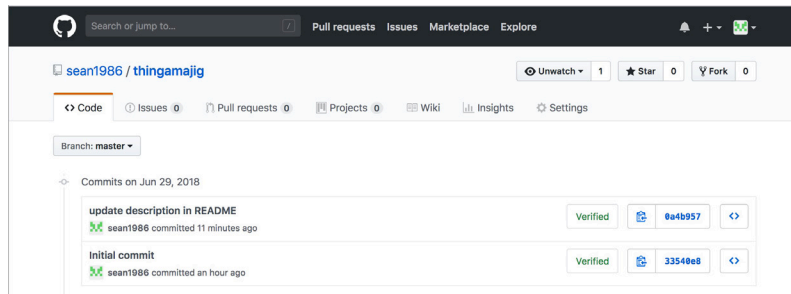 Search or jump to... /
Pull requests Issues Marketplace Explore
sean1986 / thingamajig
Unwatch 1 Star 0 Fork 0
Code Issues 0 Pull requests 0 Projects 0 Wiki Insights Settings
Branch: master
Commits on Jun 29, 2018
update description in README
sean1986 committed 11 minutes ago
Verified 0a4b957
Initial commit
sean1986 committed an hour ago
Verified 33540e8